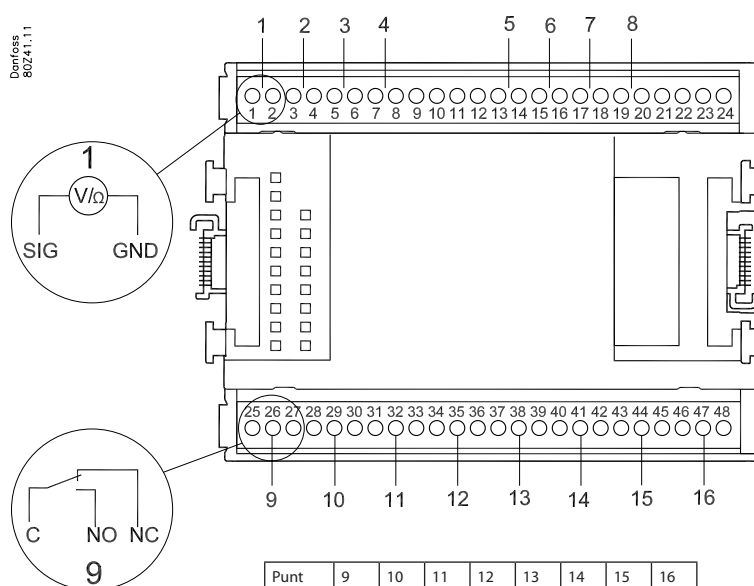 Danfoss
80Z41.11
1 2 3 4 5 6 7 8
1 2 3 4 5 6 7 8 9 10 11 12 13 14 15 16 17 18 19 20 21 22 23 24
1
V/Ω
SIG GND
25 26 27 28 29 30 31 32 33 34 35 36 37 38 39 40 41 42 43 44 45 46 47 48
9 10 11 12 13 14 15 16
C NO NC
9
Punt 9 10 11 12 13 14 15 16